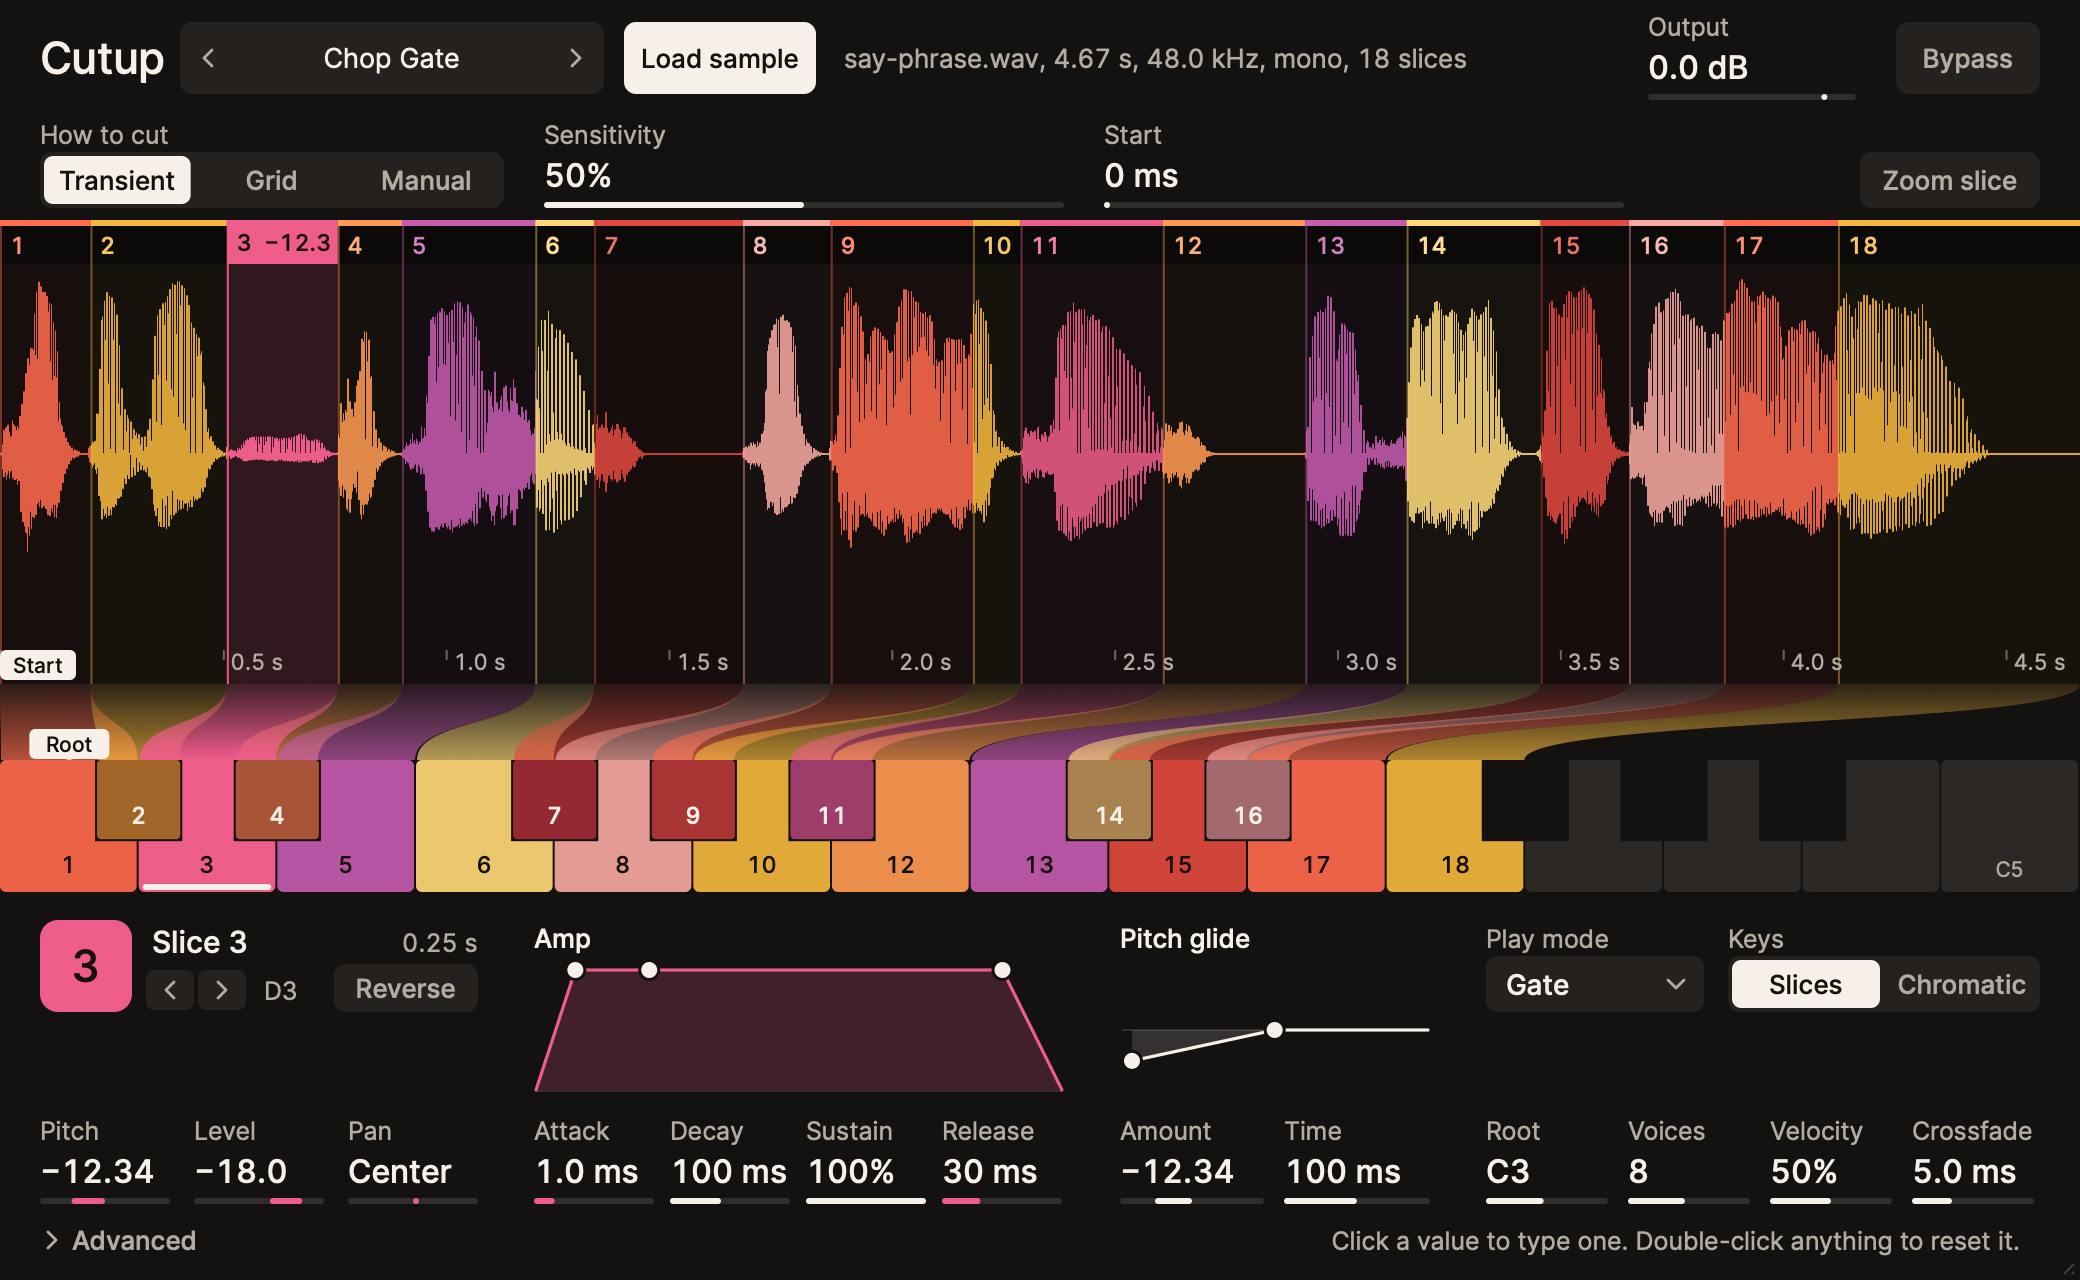 Cutup
Chop Gate
Load sample
say-phrase.wav, 4.67 s, 48.0 kHz, mono, 18 slices
Output
0.0 dB
Bypass
How to cut
Transient Grid Manual
Sensitivity
50%
Start
0 ms
Zoom slice
1 2 3 −12.3 4 5 6 7 8 9 10 11 12 13 14 15 16 17 18
0.5 s 1.0 s 1.5 s 2.0 s 2.5 s 3.0 s 3.5 s 4.0 s 4.5 s
Start
Root
2 4 7 9 11 14 16
1 3 5 6 8 10 12 13 15 17 18 C5
3
Slice 3
0.25 s
D3
Reverse
Amp
Pitch glide
Play mode
Gate
Keys
Slices Chromatic
Pitch Level Pan Attack Decay Sustain Release Amount Time Root Voices Velocity Crossfade
−12.34 −18.0 Center 1.0 ms 100 ms 100% 30 ms −12.34 100 ms C3 8 50% 5.0 ms
Advanced
Click a value to type one. Double-click anything to reset it.